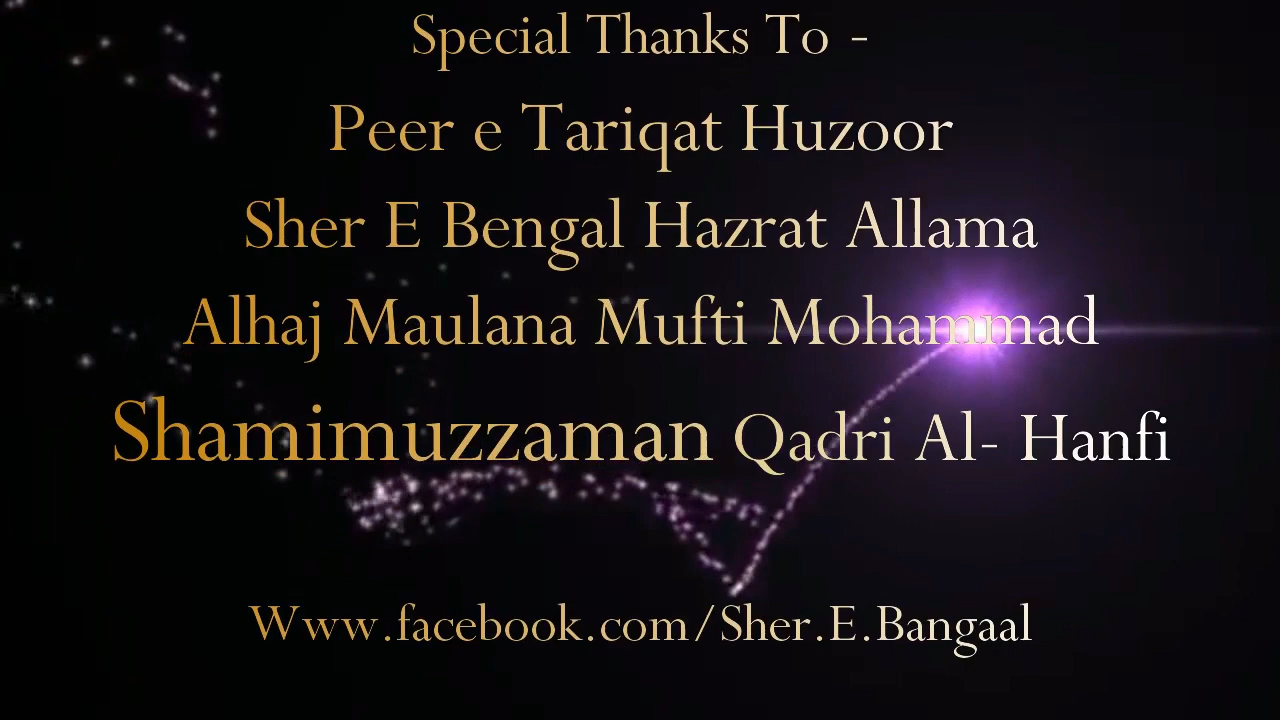 Special Thanks To -
Peer e Tariqat Huzoor
Sher E Bengal Hazrat Allama
Alhaj Maulana Mufti Mohammad
Shamimuzzaman Qadri Al- Hanfi
Www.facebook.com/Sher.E.Bangaal